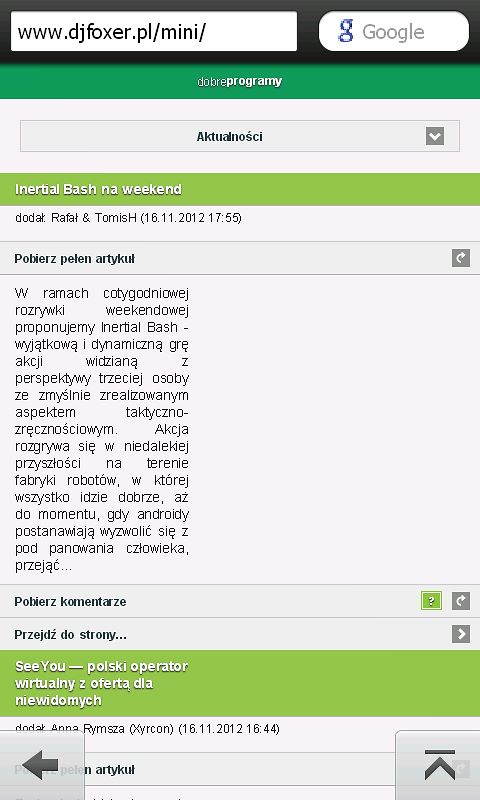 www.djfoxer.pl/mini/
Google
dobreprogramy
Aktualności
Inertial Bash na weekend
dodał: Rafał & TomisH (16.11.2012 17:55)
Pobierz pełen artykuł
W ramach cotygodniowej
rozrywki weekendowej
proponujemy Inertial Bash -
wyjątkową i dynamiczną grę
akcji widzianą z
perspektywy trzeciej osoby
ze zmyślnie zrealizowanym
aspektem taktyczno-
zręcznościowym. Akcja
rozgrywa się w niedalekiej
przyszłości na terenie
fabryki robotów, w której
wszystko idzie dobrze, aż
do momentu, gdy androidy
postanawiają wyzwolić się z
pod panowania człowieka,
przejąć...
Pobierz komentarze
?
Przejdź do strony...
SeeYou — polski operator
wirtualny z ofertą dla
niewidomych
dodał: Anna Rymsza (Xyrcon) (16.11.2012 16:44)
Pobierz pełen artykuł